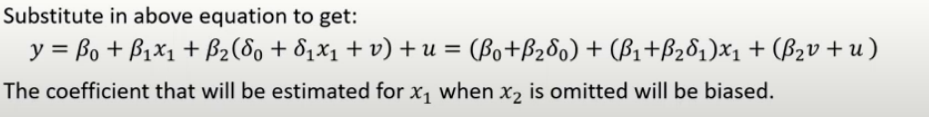 Substitute in above equation to get:
y = β₀ + β₁x₁ + β₂(δ₀ + δ₁x₁ + v) + u = (β₀+β₂δ₀) + (β₁+β₂δ₁)x₁ + (β₂v + u )
The coefficient that will be estimated for x₁ when x₂ is omitted will be biased.